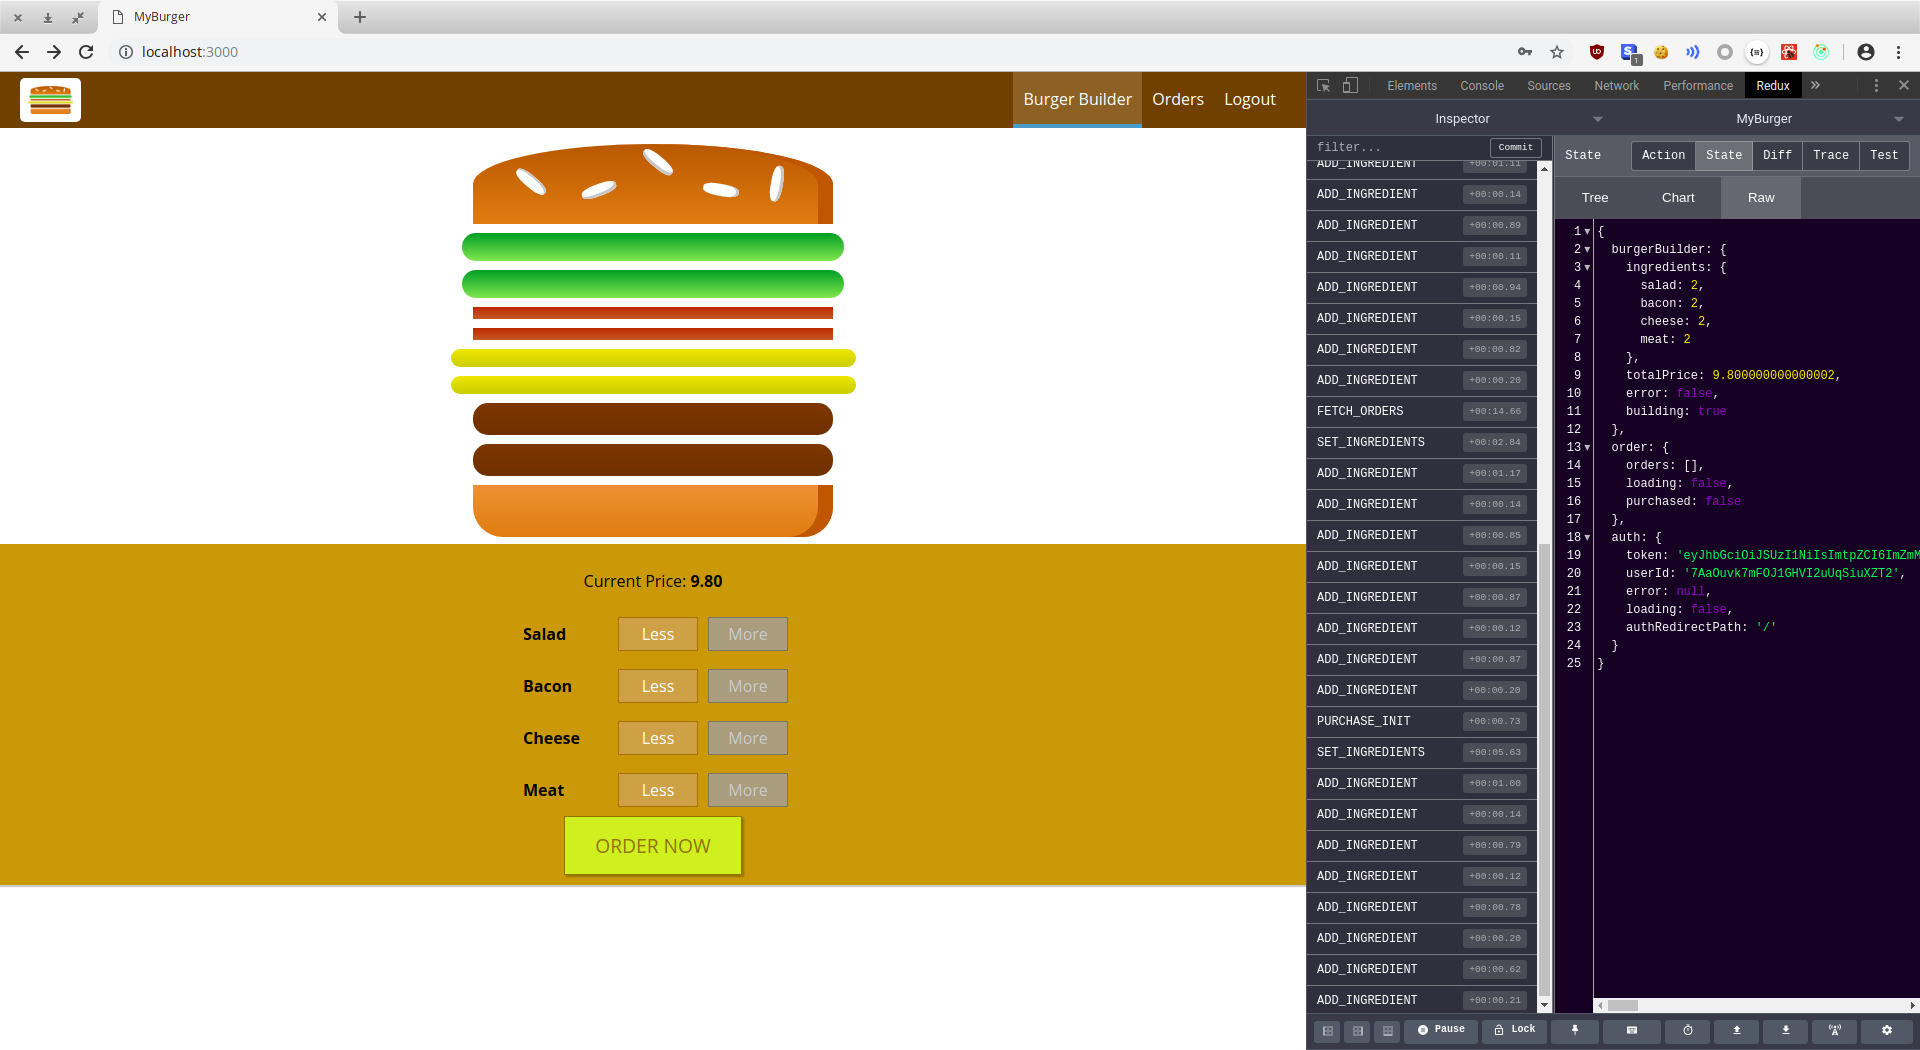 MyBurger
localhost:3000
1
Burger Builder Orders Logout
Current Price: 9.80
Salad Less More
Bacon Less More
Cheese Less More
Meat Less More
ORDER NOW
Elements Console Sources Network Performance Redux
Inspector MyBurger
filter... Commit
State Action State Diff Trace Test
Tree Chart Raw
ADD_INGREDIENT +00:01.11
ADD_INGREDIENT +00:00.14
ADD_INGREDIENT +00:00.89
ADD_INGREDIENT +00:00.11
ADD_INGREDIENT +00:00.94
ADD_INGREDIENT +00:00.15
ADD_INGREDIENT +00:00.82
ADD_INGREDIENT +00:00.20
FETCH_ORDERS +00:14.66
SET_INGREDIENTS +00:02.84
ADD_INGREDIENT +00:01.17
ADD_INGREDIENT +00:00.14
ADD_INGREDIENT +00:00.85
ADD_INGREDIENT +00:00.15
ADD_INGREDIENT +00:00.87
ADD_INGREDIENT +00:00.12
ADD_INGREDIENT +00:00.87
ADD_INGREDIENT +00:00.20
PURCHASE_INIT +00:00.73
SET_INGREDIENTS +00:05.63
ADD_INGREDIENT +00:01.00
ADD_INGREDIENT +00:00.14
ADD_INGREDIENT +00:00.79
ADD_INGREDIENT +00:00.12
ADD_INGREDIENT +00:00.78
ADD_INGREDIENT +00:00.20
ADD_INGREDIENT +00:00.62
ADD_INGREDIENT +00:00.21
1 {
2 burgerBuilder: {
3 ingredients: {
4 salad: 2,
5 bacon: 2,
6 cheese: 2,
7 meat: 2
8 },
9 totalPrice: 9.800000000000002,
10 error: false,
11 building: true
12 },
13 order: {
14 orders: [],
15 loading: false,
16 purchased: false
17 },
18 auth: {
19 token: 'eyJhbGciOiJSUzI1NiIsImtpZCI6ImZmM
20 userId: '7AaOuvk7mFOJ1GHVI2uUqSiuXZT2',
21 error: null,
22 loading: false,
23 authRedirectPath: '/'
24 }
25 }
Pause Lock